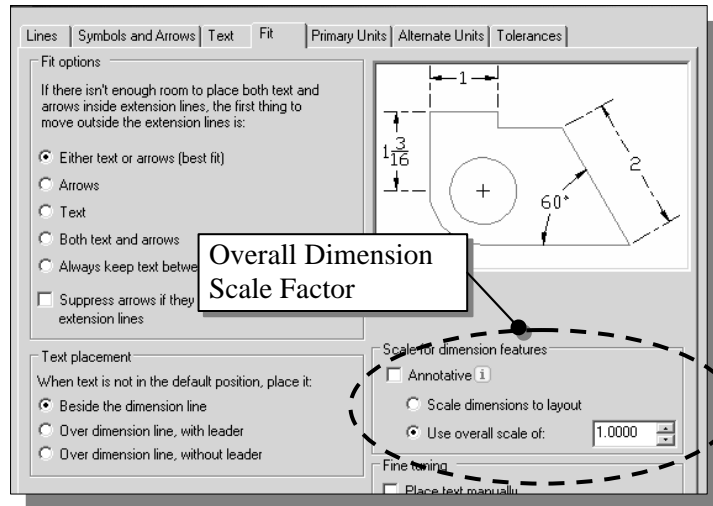 Lines Symbols and Arrows Text Fit Primary Units Alternate Units Tolerances
Fit options
If there isn't enough room to place both text and
arrows inside extension lines, the first thing to
move outside the extension lines is:
Either text or arrows (best fit)
Arrows
Text
Both text and arrows
Always keep text betwe
Suppress arrows if they
extension lines
Text placement
When text is not in the default position, place it:
Beside the dimension line
Over dimension line, with leader
Over dimension line, without leader
1
1 3/16
2
60°
Overall Dimension
Scale Factor
Scale for dimension features
Annotative i
Scale dimensions to layout
Use overall scale of: 1.0000
Fine tuning
Place text manually